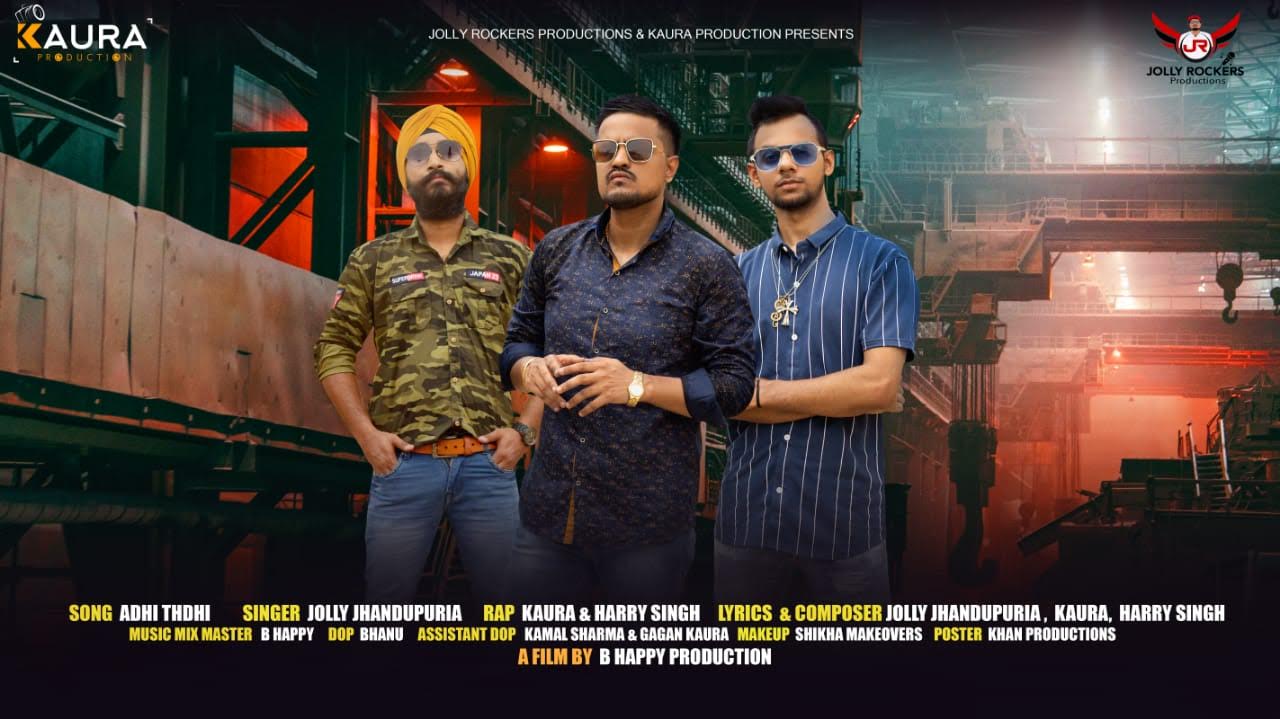 KAURA
PRODUCTION
JOLLY ROCKERS PRODUCTIONS & KAURA PRODUCTION PRESENTS
JR
JOLLY ROCKERS
Productions
JAPAN 23
SONG ADHI THDHI SINGER JOLLY JHANDUPURIA RAP KAURA & HARRY SINGH LYRICS & COMPOSER JOLLY JHANDUPURIA , KAURA, HARRY SINGH
MUSIC MIX MASTER B HAPPY DOP BHANU ASSISTANT DOP KAMAL SHARMA & GAGAN KAURA MAKEUP SHIKHA MAKEOVERS POSTER KHAN PRODUCTIONS
A FILM BY B HAPPY PRODUCTION